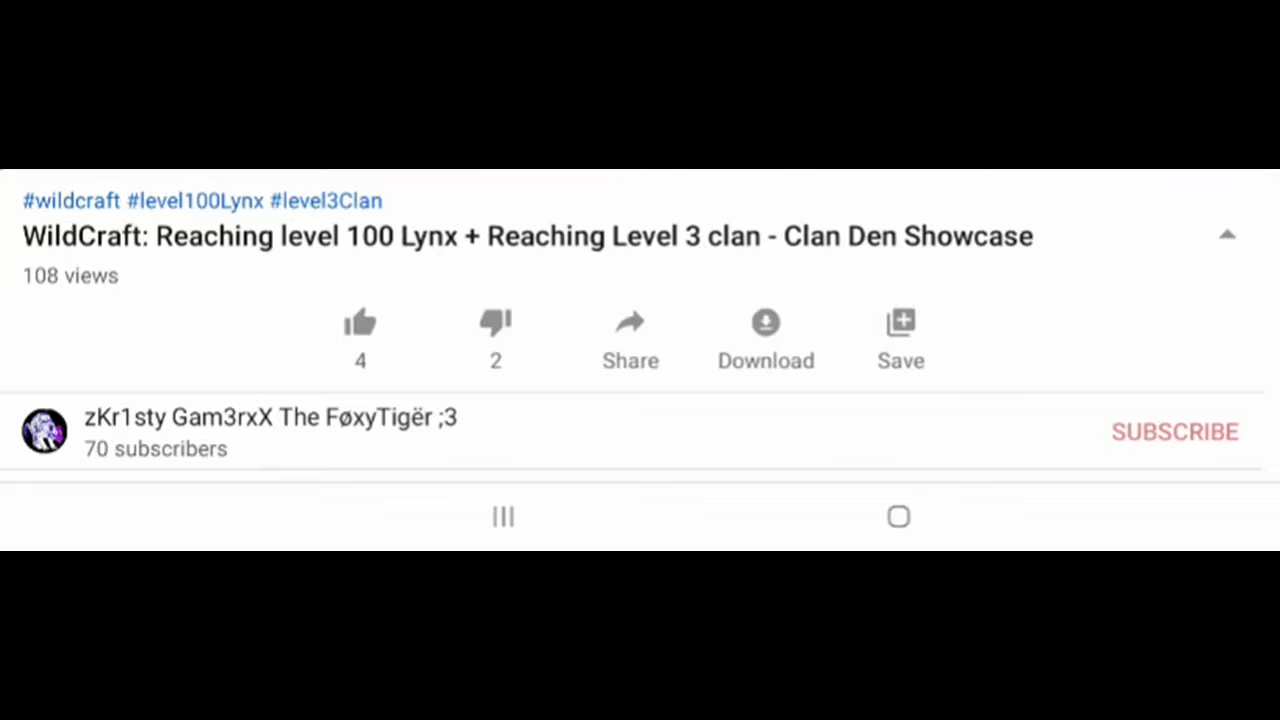 #wildcraft #level100Lynx #level3Clan
WildCraft: Reaching level 100 Lynx + Reaching Level 3 clan - Clan Den Showcase
108 views
4
2
Share
Download
Save
zKr1sty Gam3rxX The FøxyTigër ;3
70 subscribers
SUBSCRIBE